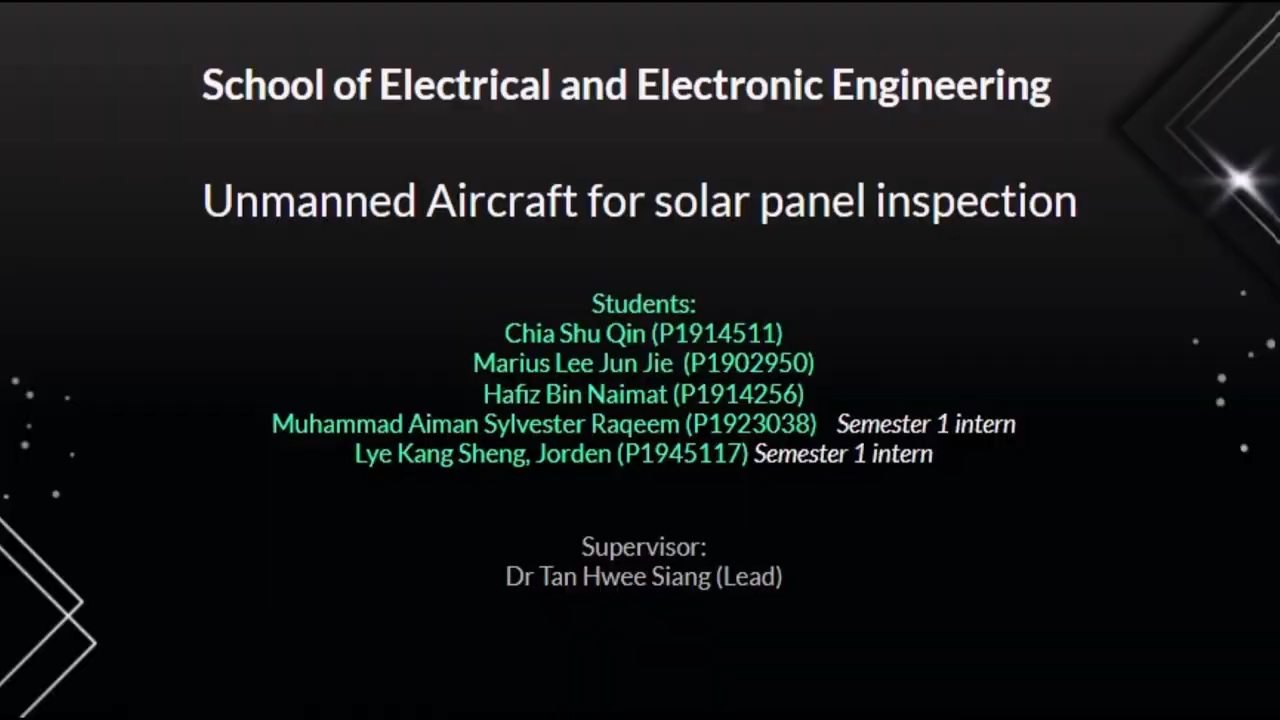 School of Electrical and Electronic Engineering
Unmanned Aircraft for solar panel inspection
Students:
Chia Shu Qin (P1914511)
Marius Lee Jun Jie (P1902950)
Hafiz Bin Naimat (P1914256)
Muhammad Aiman Sylvester Raqeem (P1923038) Semester 1 intern
Lye Kang Sheng, Jorden (P1945117) Semester 1 intern
Supervisor:
Dr Tan Hwee Siang (Lead)